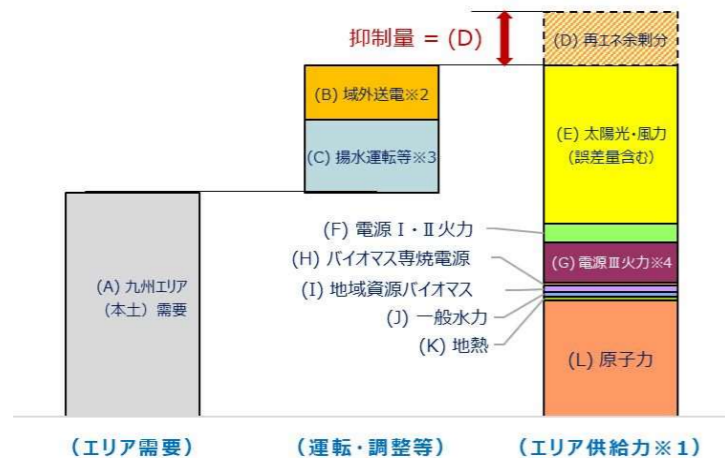 抑制量 = (D)
(D) 再エネ余剰分
(B) 域外送電※2
(C) 揚水運転等※3
(E) 太陽光・風力
(誤差量含む)
(F) 電源Ⅰ・Ⅱ火力
(G) 電源Ⅲ火力※4
(H) バイオマス専焼電源
(I) 地域資源バイオマス
(J) 一般水力
(K) 地熱
(A) 九州エリア
(本土) 需要
(L) 原子力
(エリア需要)
(運転・調整等)
(エリア供給力※1)